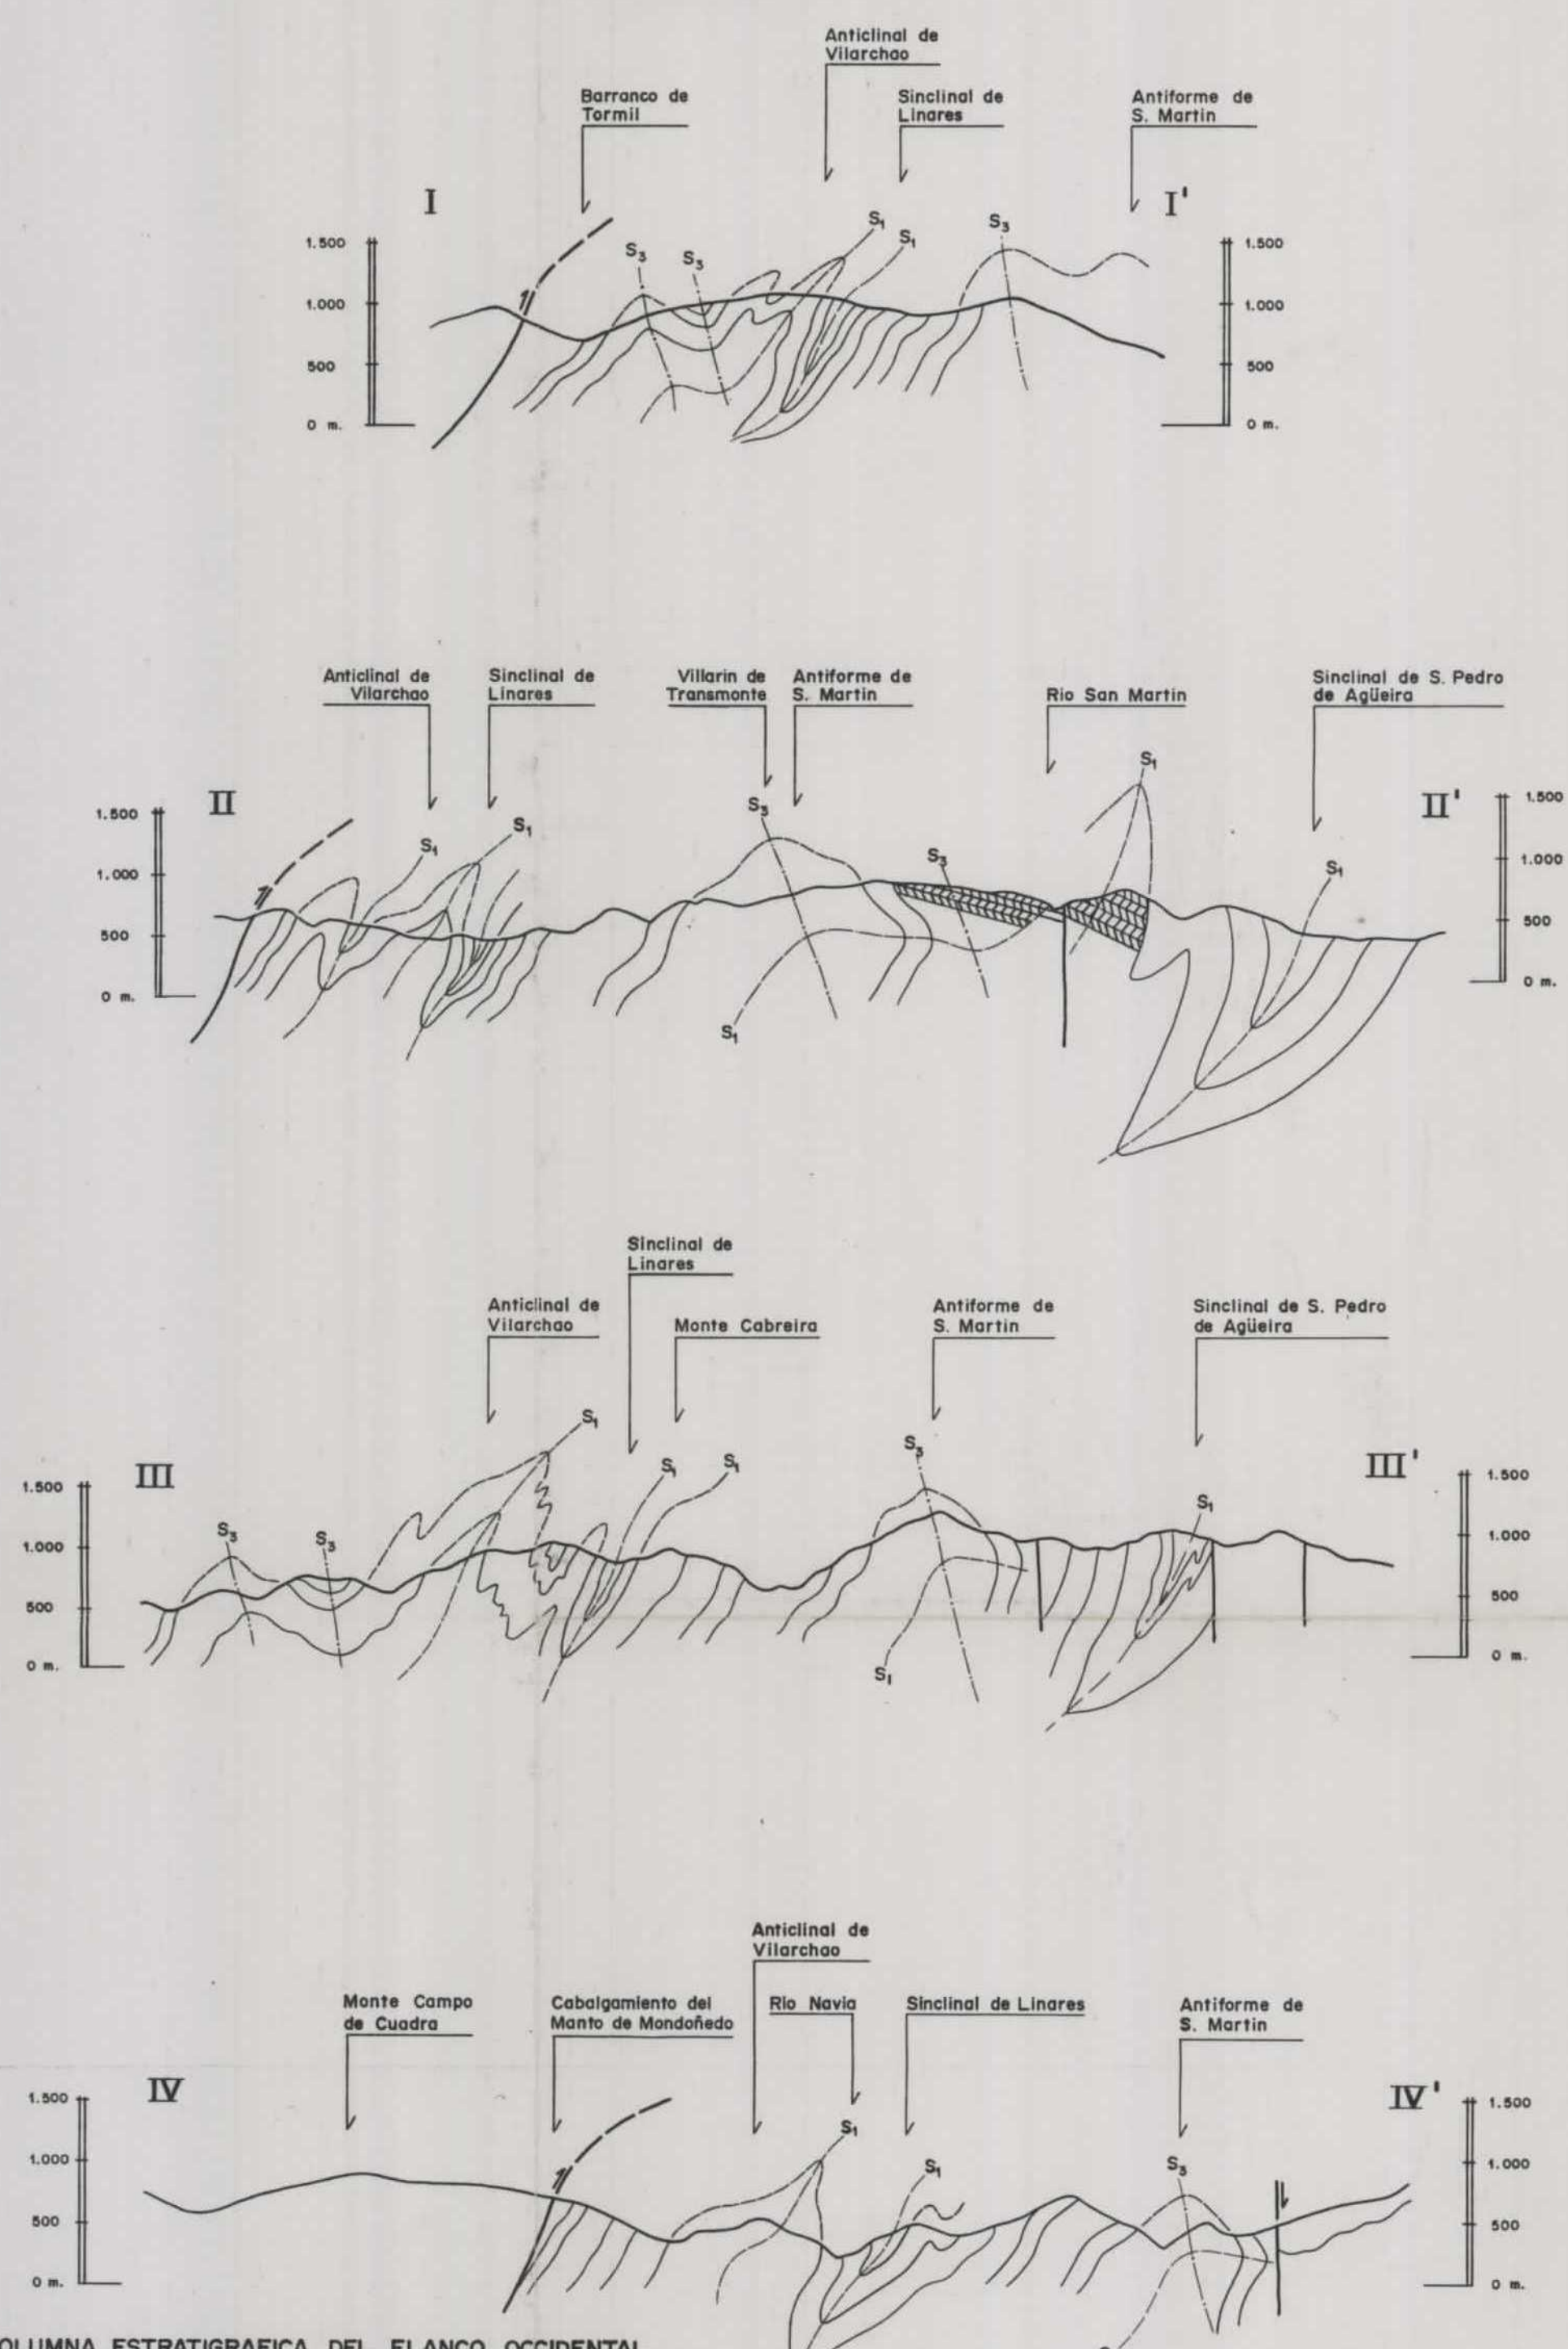 Anticlinal de
Vilarchao
Barranco de
Tormil
Sinclinal de
Linares
Antiforme de
S. Martin
I
I'
S₁
S₁
S₃
S₃
S₃
1.500
1.500
1.000
1.000
500
500
0 m.
0 m.
Anticlinal de
Vilarchao
Sinclinal de
Linares
Villarin de
Transmonte
Antiforme de
S. Martin
Rio San Martin
Sinclinal de S. Pedro
de Agüeira
S₁
II
II'
S₃
S₁
S₁
S₃
S₁
S₁
1.500
1.500
1.000
1.000
500
500
0 m.
0 m.
Sinclinal de
Linares
Anticlinal de
Vilarchao
Monte Cabreira
Antiforme de
S. Martin
Sinclinal de S. Pedro
de Agüeira
S₁
S₃
S₁
S₁
III
III'
S₁
S₃
S₃
S₁
1.500
1.500
1.000
1.000
500
500
0 m.
0 m.
Anticlinal de
Vilarchao
Monte Campo
de Cuadra
Cabalgamiento del
Manto de Mondoñedo
Rio Navia
Sinclinal de Linares
Antiforme de
S. Martin
IV
IV'
S₁
S₁
S₃
1.500
1.500
1.000
1.000
500
500
0 m.
0 m.
OLUMNA ESTRATIGRAFICA DEL FLANCO OCCIDENTAL